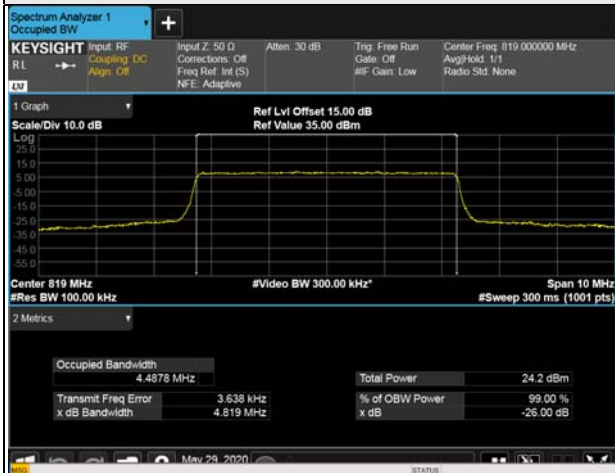 Spectrum Analyzer 1
Occupied BW
+
KEYSIGHT
RL
LXI
Input: RF
Coupling: DC
Align: Off
Input Z: 50 Ω
Corrections: Off
Freq Ref: Int (S)
NFE: Adaptive
Atten: 30 dB
Trig: Free Run
Gate: Off
#IF Gain: Low
Center Freq: 819.000000 MHz
Avg|Hold: 1/1
Radio Std: None
1 Graph
Scale/Div 10.0 dB
Ref Lvl Offset 15.00 dB
Ref Value 35.00 dBm
Log
25.0
15.0
5.00
-5.00
-15.0
-25.0
-35.0
-45.0
-55.0
Center 819 MHz
#Video BW 300.00 kHz*
Span 10 MHz
#Res BW 100.00 kHz
#Sweep 300 ms (1001 pts)
2 Metrics
Occupied Bandwidth
4.4878 MHz
Total Power 24.2 dBm
Transmit Freq Error 3.638 kHz
% of OBW Power 99.00 %
x dB Bandwidth 4.819 MHz
x dB -26.00 dB
May 29, 2020
MSG
STATUS